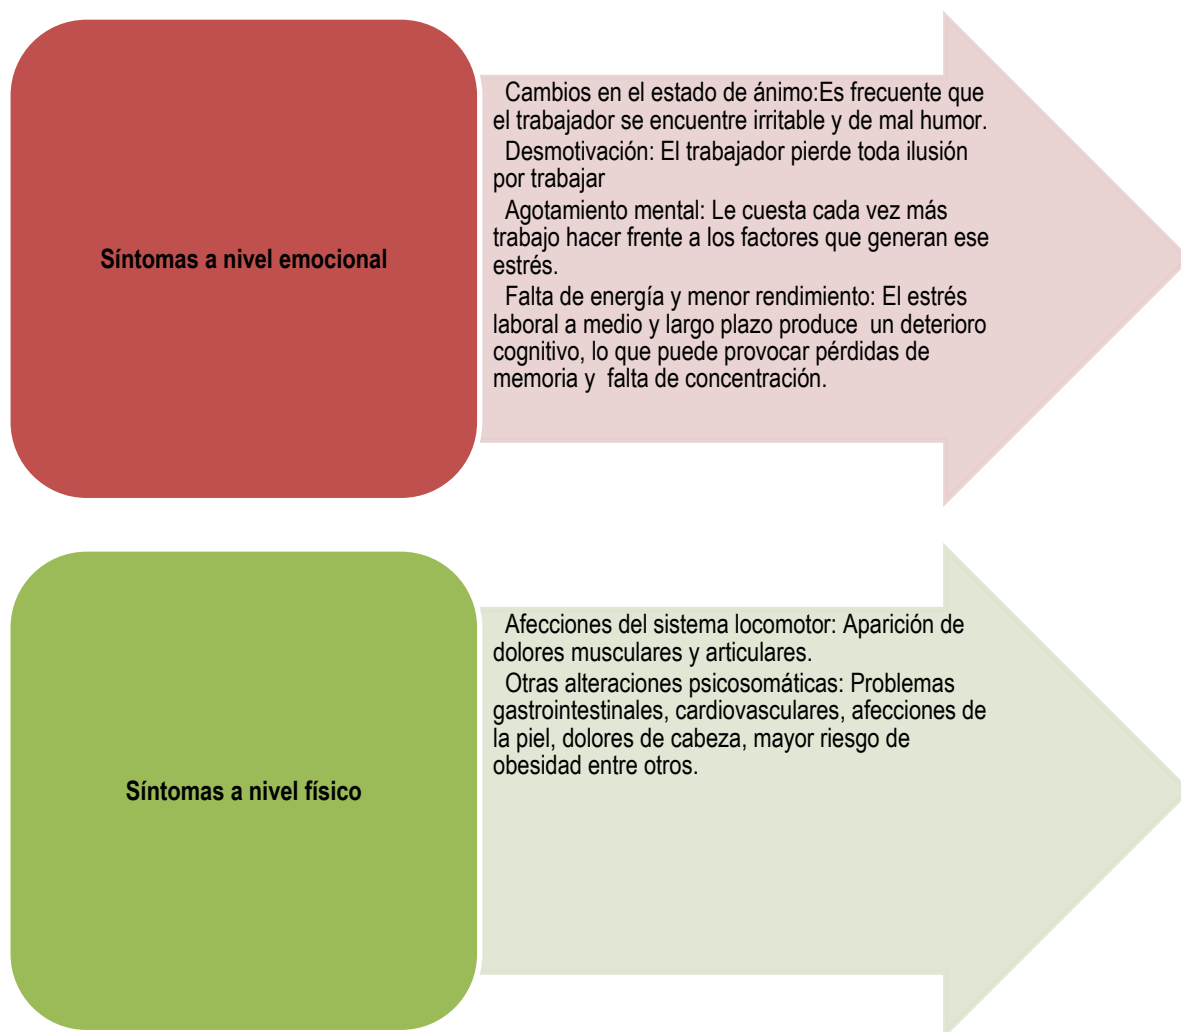 Síntomas a nivel emocional
Cambios en el estado de ánimo:Es frecuente que
el trabajador se encuentre irritable y de mal humor.
Desmotivación: El trabajador pierde toda ilusión
por trabajar
Agotamiento mental: Le cuesta cada vez más
trabajo hacer frente a los factores que generan ese
estrés.
Falta de energía y menor rendimiento: El estrés
laboral a medio y largo plazo produce  un deterioro
cognitivo, lo que puede provocar pérdidas de
memoria y  falta de concentración.
Síntomas a nivel físico
Afecciones del sistema locomotor: Aparición de
dolores musculares y articulares.
Otras alteraciones psicosomáticas: Problemas
gastrointestinales, cardiovasculares, afecciones de
la piel, dolores de cabeza, mayor riesgo de
obesidad entre otros.